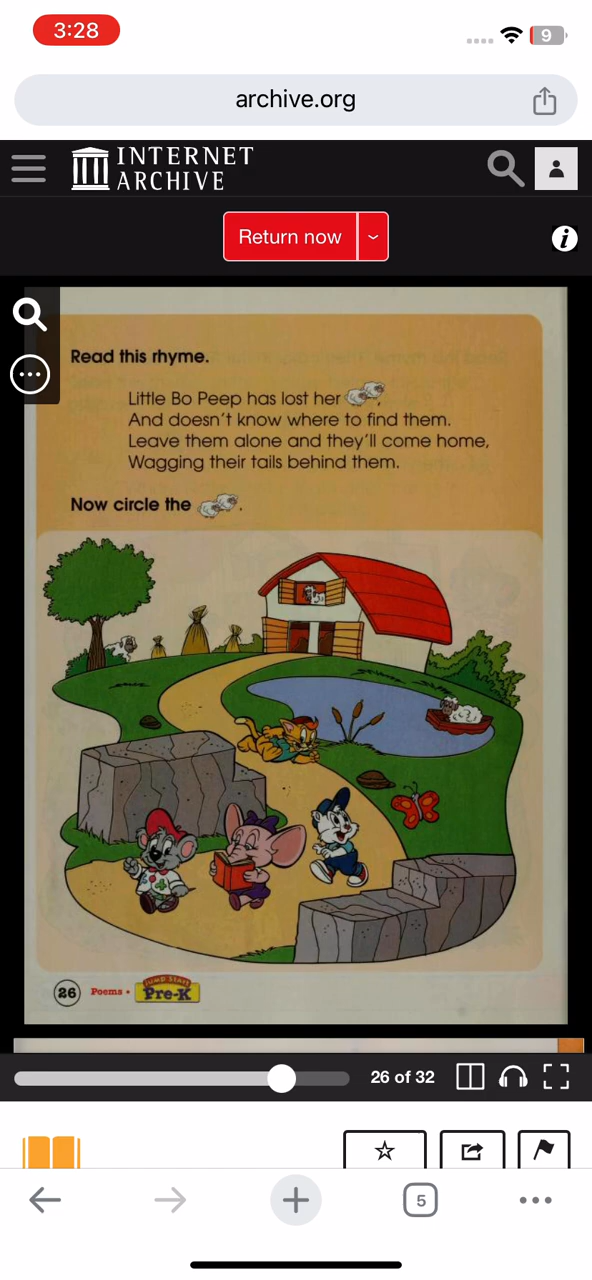 3:28
9
archive.org
INTERNET
ARCHIVE
Return now
Read this rhyme.
Little Bo Peep has lost her ,
And doesn't know where to find them.
Leave them alone and they'll come home,
Wagging their tails behind them.
Now circle the .
26 Poems • JUMP START
Pre-K
26 of 32
5